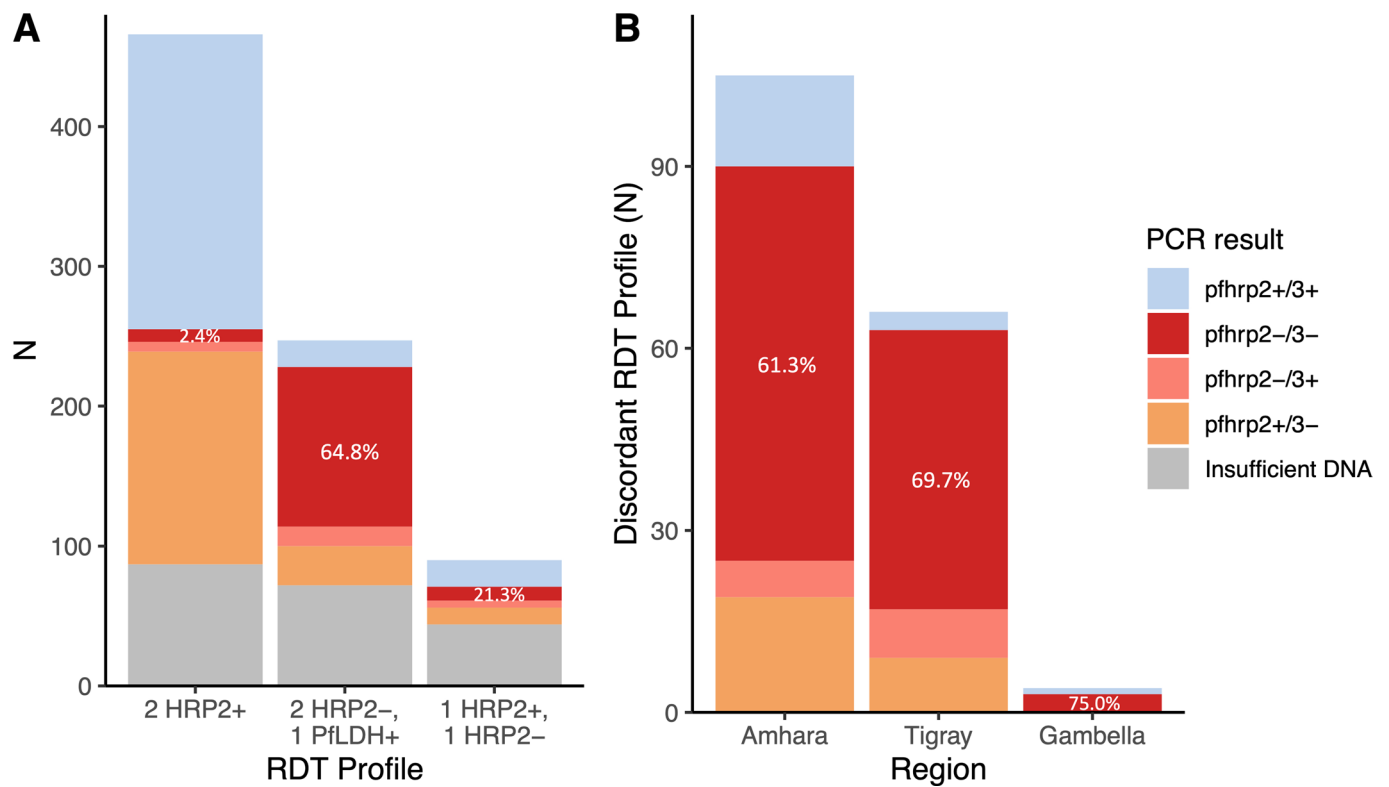 A
N
400
300
200
100
0
2.4%
64.8%
21.3%
2 HRP2+
2 HRP2−,
1 PfLDH+
1 HRP2+,
1 HRP2−
RDT Profile
B
Discordant RDT Profile (N)
90
60
30
0
61.3%
69.7%
75.0%
Amhara
Tigray
Gambella
Region
PCR result
pfhrp2+/3+
pfhrp2−/3−
pfhrp2−/3+
pfhrp2+/3−
Insufficient DNA